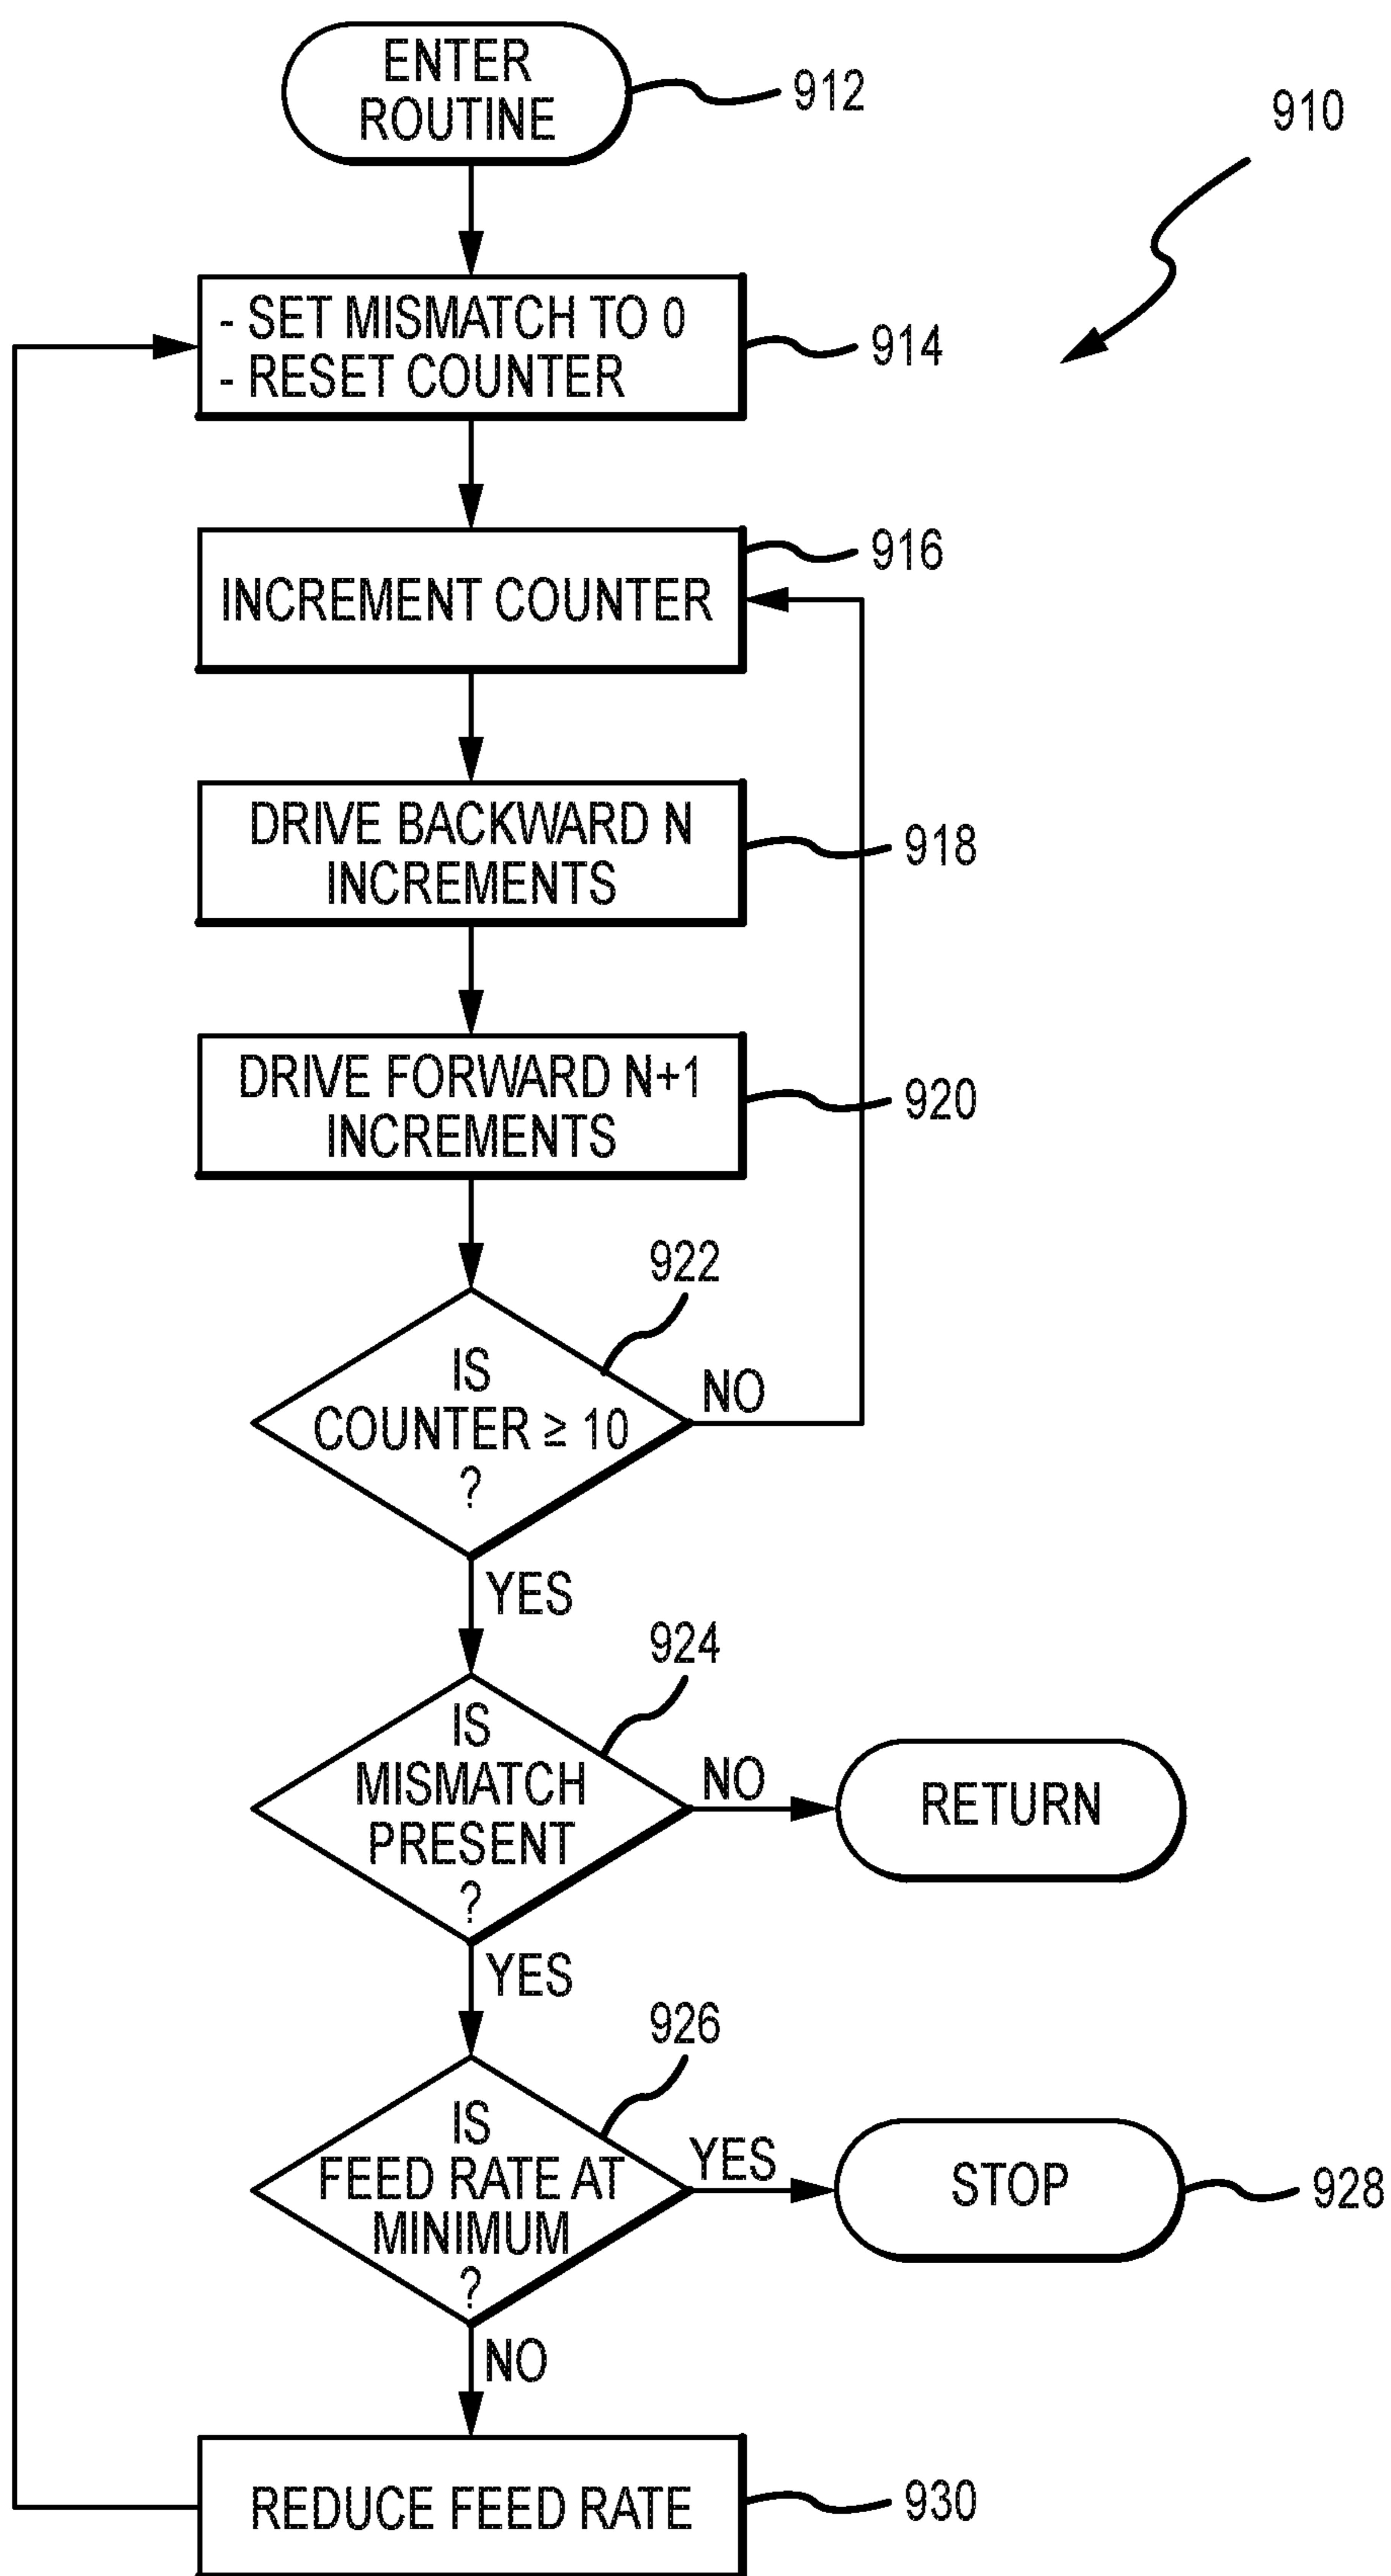 ENTER
ROUTINE
912
910
- SET MISMATCH TO 0
- RESET COUNTER
914
916
INCREMENT COUNTER
DRIVE BACKWARD N
INCREMENTS
918
DRIVE FORWARD N+1
INCREMENTS
920
922
IS
COUNTER ≥ 10
?
NO
YES
924
IS
MISMATCH
PRESENT
?
NO
RETURN
YES
926
IS
FEED RATE AT
MINIMUM
?
YES
STOP
928
NO
REDUCE FEED RATE
930